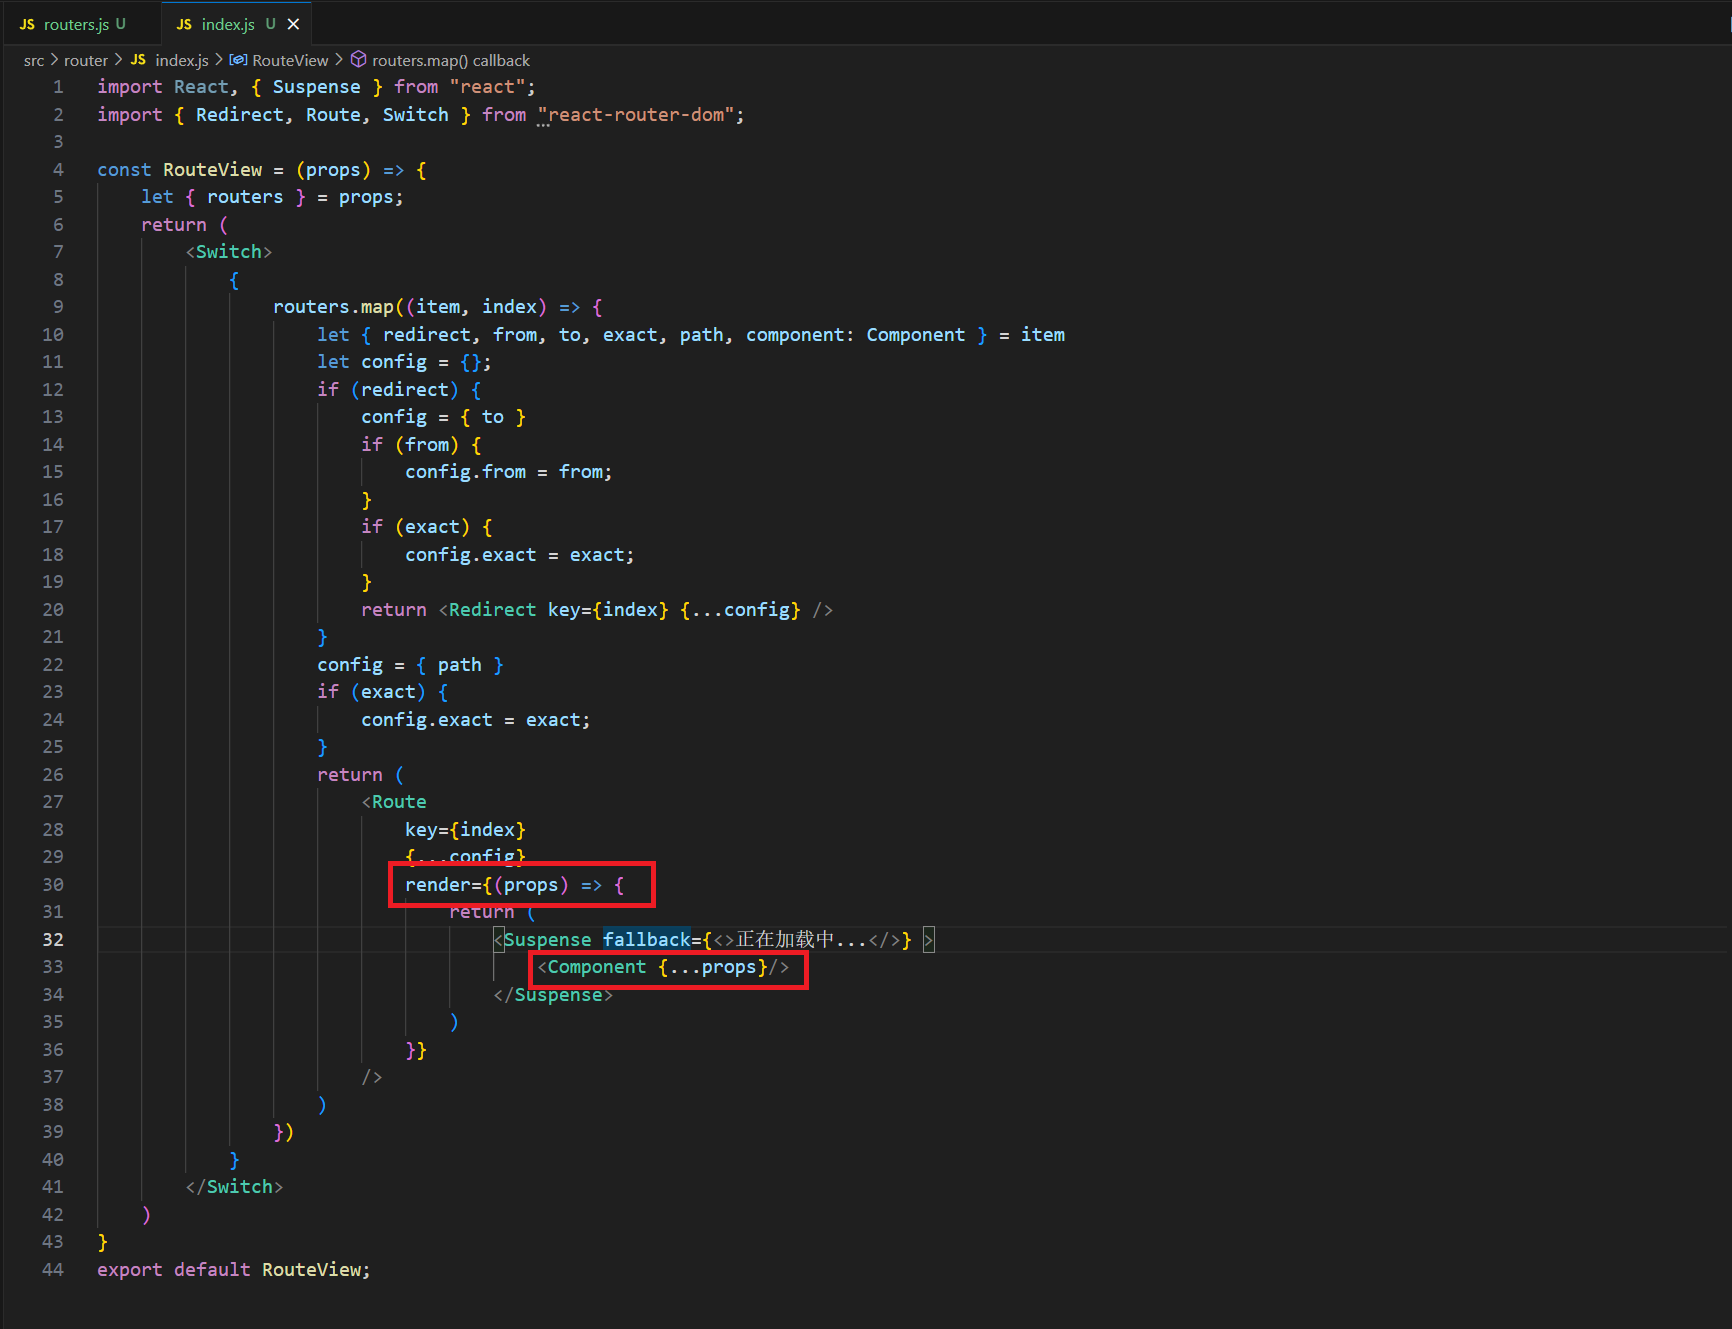 JS routers.js U
JS index.js U
src > router > JS index.js > RouteView > routers.map() callback
1 import React, { Suspense } from "react";
2 import { Redirect, Route, Switch } from "react-router-dom";
3
4 const RouteView = (props) => {
5 let { routers } = props;
6 return (
7 <Switch>
8 {
9 routers.map((item, index) => {
10 let { redirect, from, to, exact, path, component: Component } = item
11 let config = {};
12 if (redirect) {
13 config = { to }
14 if (from) {
15 config.from = from;
16 }
17 if (exact) {
18 config.exact = exact;
19 }
20 return <Redirect key={index} {...config} />
21 }
22 config = { path }
23 if (exact) {
24 config.exact = exact;
25 }
26 return (
27 <Route
28 key={index}
29 {...config}
30 render={(props) => {
31 return (
32 <Suspense fallback={<>正在加载中...</>} >
33 <Component {...props}/>
34 </Suspense>
35 )
36 }}
37 />
38 )
39 })
40 }
41 </Switch>
42 )
43 }
44 export default RouteView;